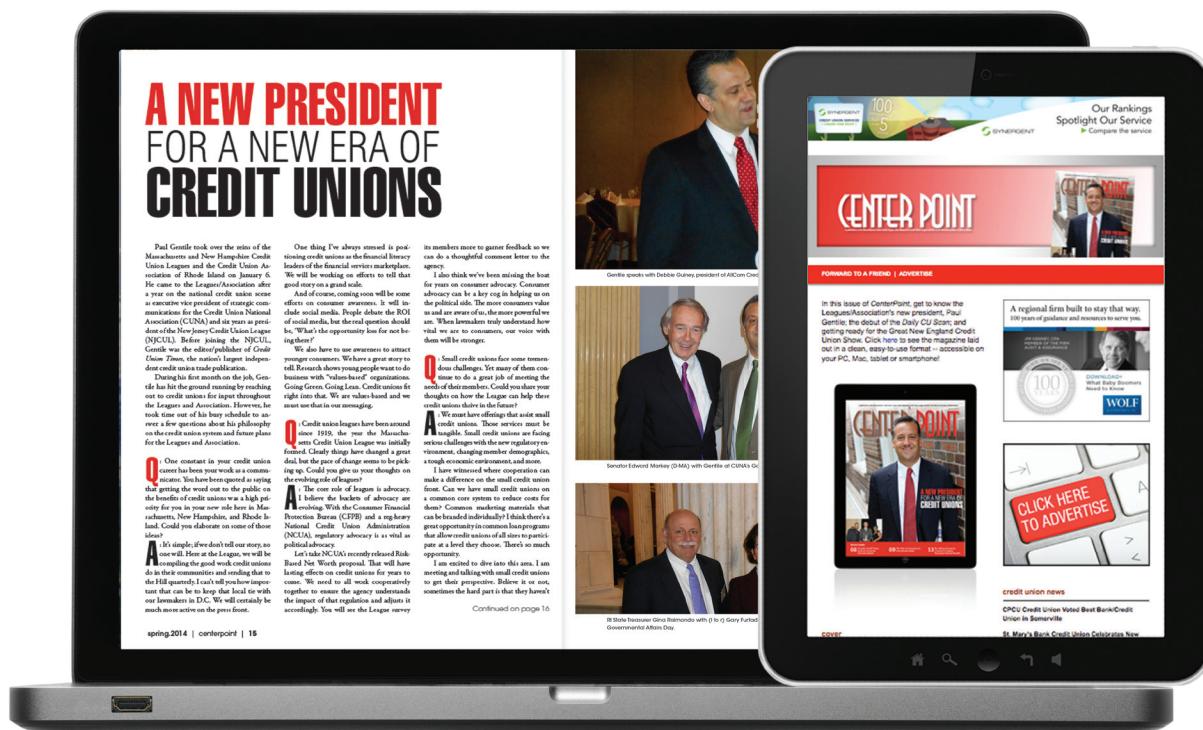 A NEW PRESIDENT
FOR A NEW ERA OF
CREDIT UNIONS
Paul Gentile took over the reins of the
Massachusetts and New Hampshire Credit
Union Leagues and the Credit Union As-
sociation of Rhode Island on January 6.
He came to the Leagues/Association after
a year on the national credit union scene
as executive vice president of strategic com-
munications for the Credit Union National
Association (CUNA) and six years as presi-
dent of the New Jersey Credit Union League
(NJCUL). Before joining the NJCUL,
Gentile was the editor/publisher of Credit
Union Times, the nation's largest indepen-
dent credit union trade publication.
During his first month on the job, Gen-
tile has hit the ground running by reaching
out to credit unions for input throughout
the Leagues and Association. However, he
took time out of his busy schedule to an-
swer a few questions about his philosophy
on the credit union system and future plans
for the Leagues and Association.
Q: One constant in your credit union
career has been your work as a commu-
nicator. You have been quoted as saying
that getting the word out to the public on
the benefits of credit unions was a high pri-
ority for you in your new role here in Mas-
sachusetts, New Hampshire, and Rhode Is-
land. Could you elaborate on some of those
ideas?
A: It's simple; if we don't tell our story, no
one will. Here at the League, we will be
compiling the good work credit unions
do in their communities and sending that to
the Hill quarterly. I can't tell you how impor-
tant that can be to keep that local tie with
our lawmakers in D.C. We will certainly be
much more active on the press front.
One thing I've always stressed is posi-
tioning credit unions as the financial literacy
leaders of the financial services marketplace.
We will be working on efforts to tell that
good story on a grand scale.
And of course, coming soon will be some
efforts on consumer awareness. It will in-
clude social media. People debate the ROI
of social media, but the real question should
be, 'What's the opportunity loss for not be-
ing there?'
We also have to use awareness to attract
younger consumers. We have a great story to
tell. Research shows young people want to do
business with "values-based" organizations.
Going Green. Going Lean. Credit unions fit
right into that. We are values-based and we
must use that in our messaging.
Q: Credit union leagues have been around
since 1919, the year the Massachu-
setts Credit Union League was initially
formed. Clearly things have changed a great
deal, but the pace of change seems to be pick-
ing up. Could you give us your thoughts on
the evolving role of leagues?
A: The core role of leagues is advocacy.
I believe the buckets of advocacy are
evolving. With the Consumer Financial
Protection Bureau (CFPB) and a reg-heavy
National Credit Union Administration
(NCUA), regulatory advocacy is as vital as
political advocacy.
Let's take NCUA's recently released Risk-
Based Net Worth proposal. That will have
lasting effects on credit unions for years to
come. We need to all work cooperatively
together to ensure the agency understands
the impact of that regulation and adjusts it
accordingly. You will see the League survey
its members more to garner feedback so we
can do a thoughtful comment letter to the
agency.
I also think we've been missing the boat
for years on consumer advocacy. Consumer
advocacy can be a key cog in helping us on
the political side. The more consumers value
us and are aware of us, the more powerful we
are. When lawmakers truly understand how
vital we are to consumers, our voice with
them will be stronger.
Q: Small credit unions face some tremen-
dous challenges. Yet many of them con-
tinue to do a great job of meeting the
needs of their members. Could you share your
thoughts on how the League can help these
credit unions thrive in the future?
A: We must have offerings that assist small
credit unions. Those services must be
tangible. Small credit unions are facing
serious challenges with the new regulatory en-
vironment, changing member demographics,
a tough economic environment, and more.
I have witnessed where cooperation can
make a difference on the small credit union
front. Can we have small credit unions on
a common core system to reduce costs for
them? Common marketing materials that
can be branded individually? I think there's a
great opportunity in common loan programs
that allow credit unions of all sizes to partici-
pate at a level they choose. There's so much
opportunity.
I am excited to dive into this area. I am
meeting and talking with small credit unions
to get their perspective. Believe it or not,
sometimes the hard part is that they haven't
Continued on page 16
spring.2014 | centerpoint | 15
Gentile speaks with Debbie Guiney, president of AllCom Cred
Senator Edward Markey (D-MA) with Gentile at CUNA's Go
RI State Treasurer Gina Raimondo with (l to r) Gary Furtad
Governmental Affairs Day.
SYNERGENT
100
5
SYNERGENT
Our Rankings
Spotlight Our Service
Compare the service
CENTER POINT
CENTER POINT
FORWARD TO A FRIEND | ADVERTISE
In this issue of CenterPoint, get to know the
Leagues/Association's new president, Paul
Gentile; the debut of the Daily CU Scan; and
getting ready for the Great New England Credit
Union Show. Click here to see the magazine laid
out in a clean, easy-to-use format -- accessible on
your PC, Mac, tablet or smartphone!
CENTER POINT
A NEW PRESIDENT
FOR A NEW ERA OF
CREDIT UNIONS
cover
A regional firm built to stay that way.
100 years of guidance and resources to serve you.
100
YEARS
DOWNLOAD
What Baby Boomers
Need to Know
WOLF
CLICK HERE
TO ADVERTISE
credit union news
CPCU Credit Union Voted Best Bank/Credit
Union in Somerville
St. Mary's Bank Credit Union Celebrates New